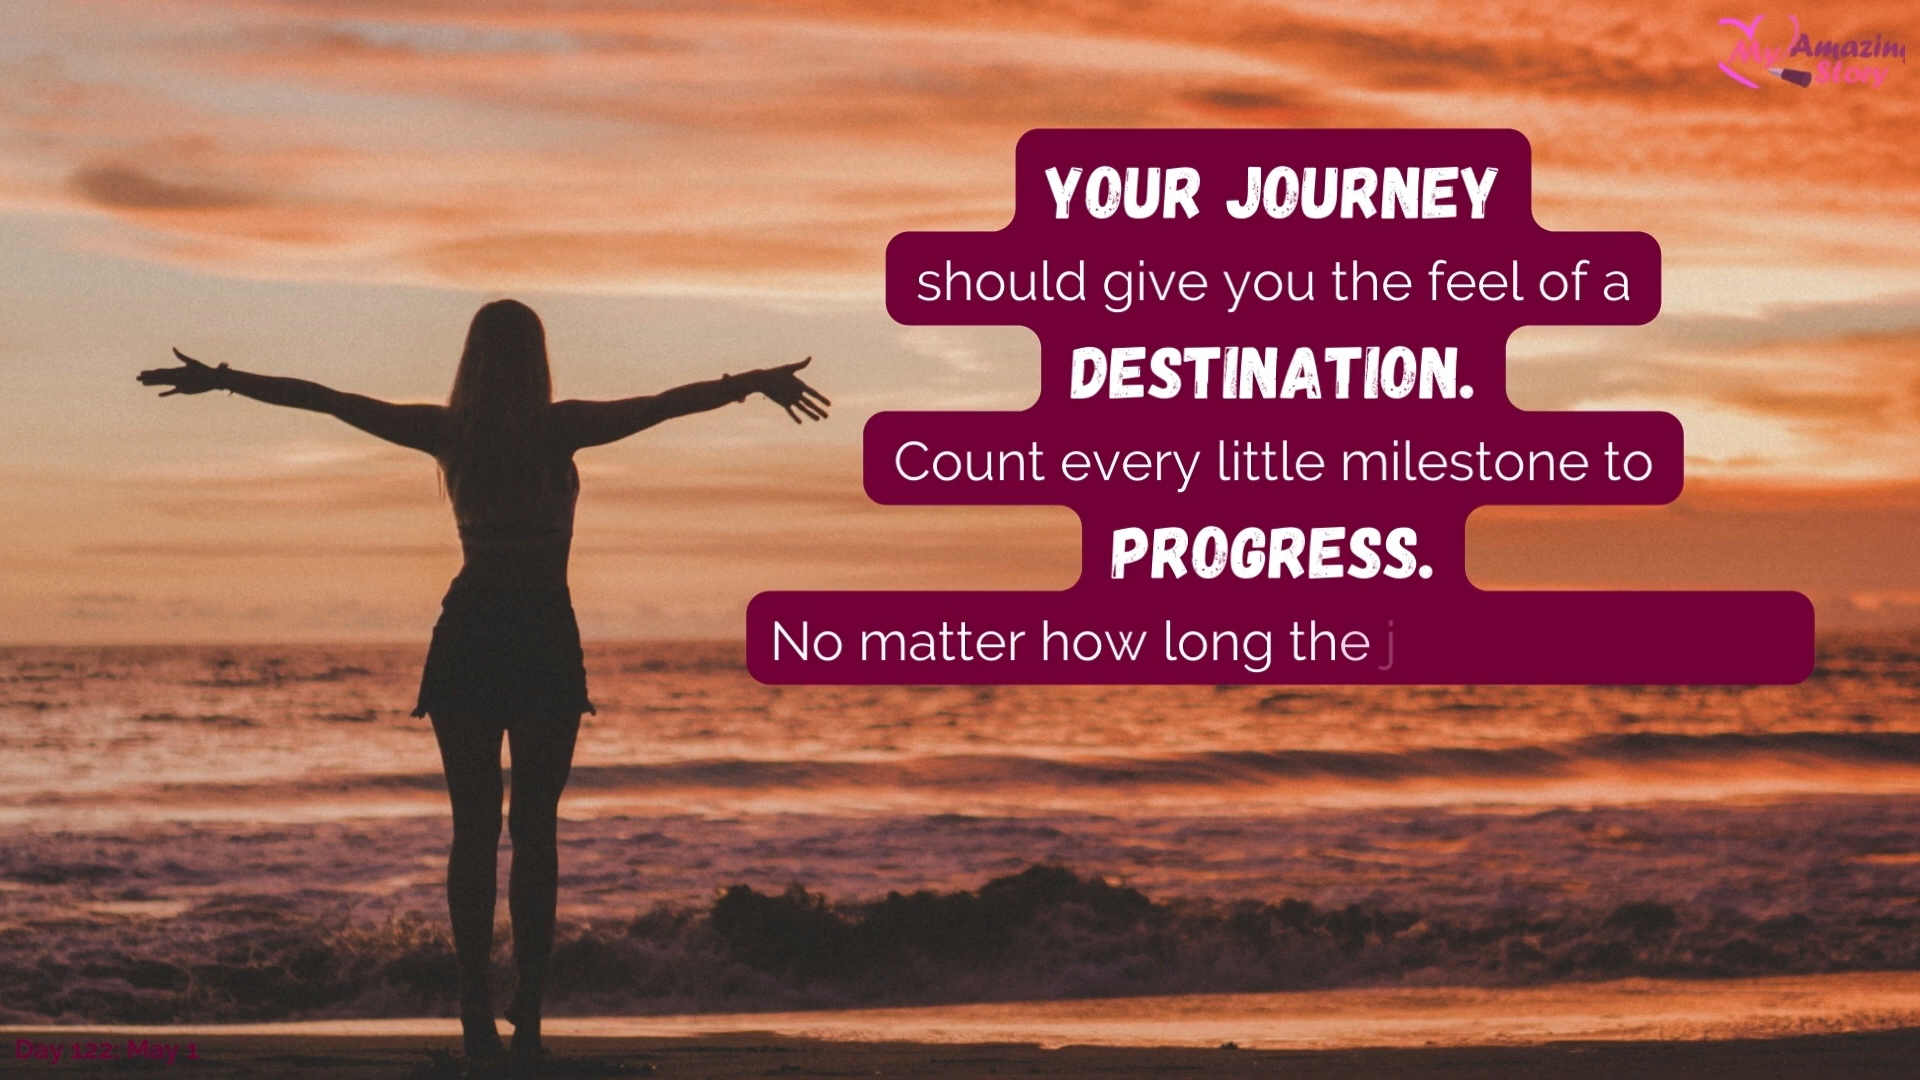 My Amazing
Story
YOUR JOURNEY
should give you the feel of a
DESTINATION.
Count every little milestone to
PROGRESS.
No matter how long the j
Day 122: May 1